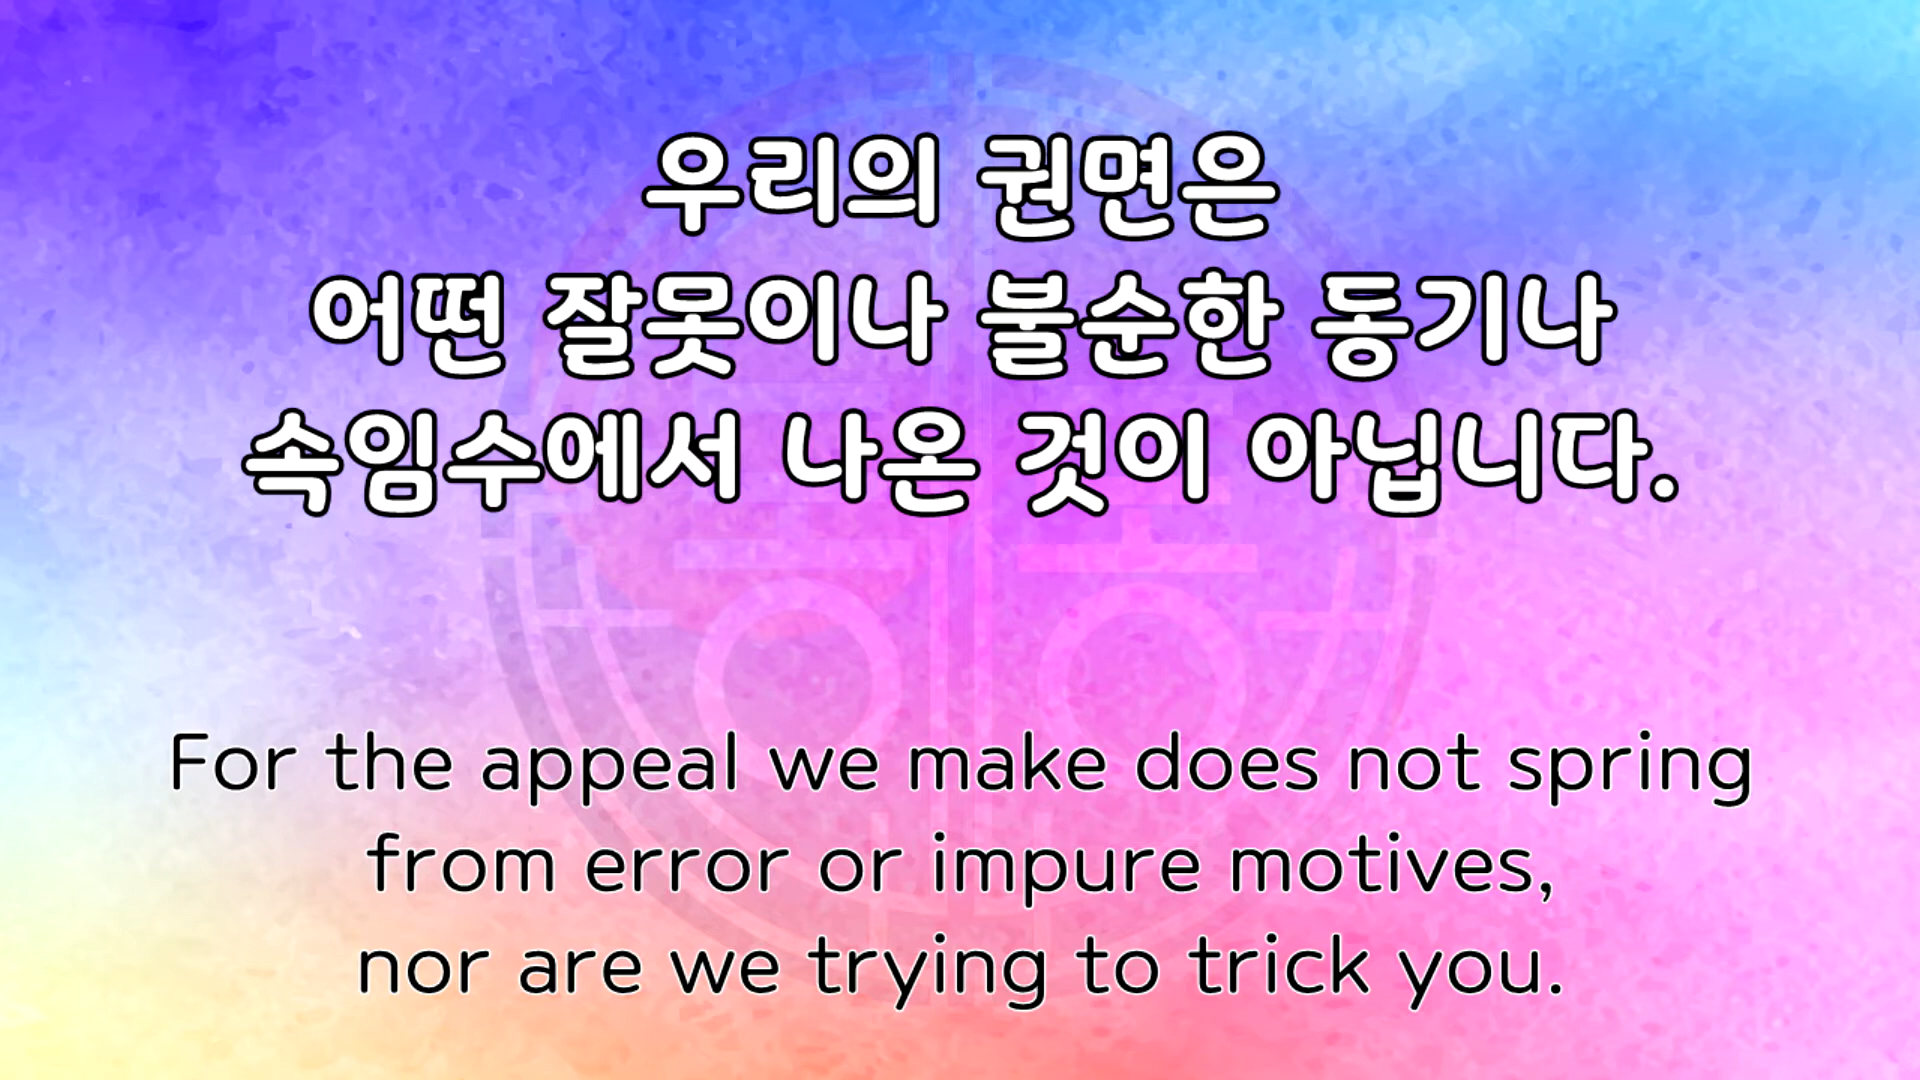 우리의 권면은
어떤 잘못이나 불순한 동기나
속임수에서 나온 것이 아닙니다.
For the appeal we make does not spring
from error or impure motives,
nor are we trying to trick you.